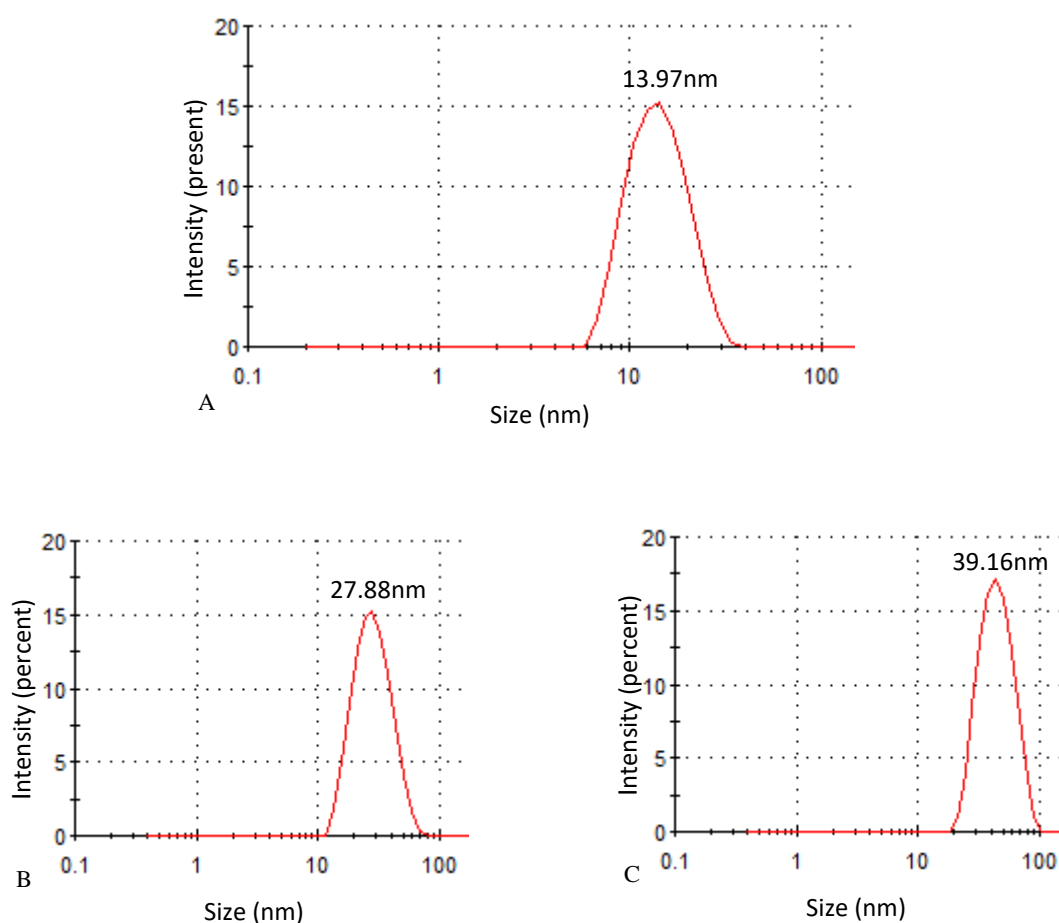 20
13.97nm
15
10
5
0
0.1 1 10 100
Intensity (present)
Size (nm)
A
20
27.88nm
15
10
5
0
0.1 1 10 100
Intensity (percent)
Size (nm)
B
20
39.16nm
15
10
5
0
0.1 1 10 100
Intensity (percent)
Size (nm)
C